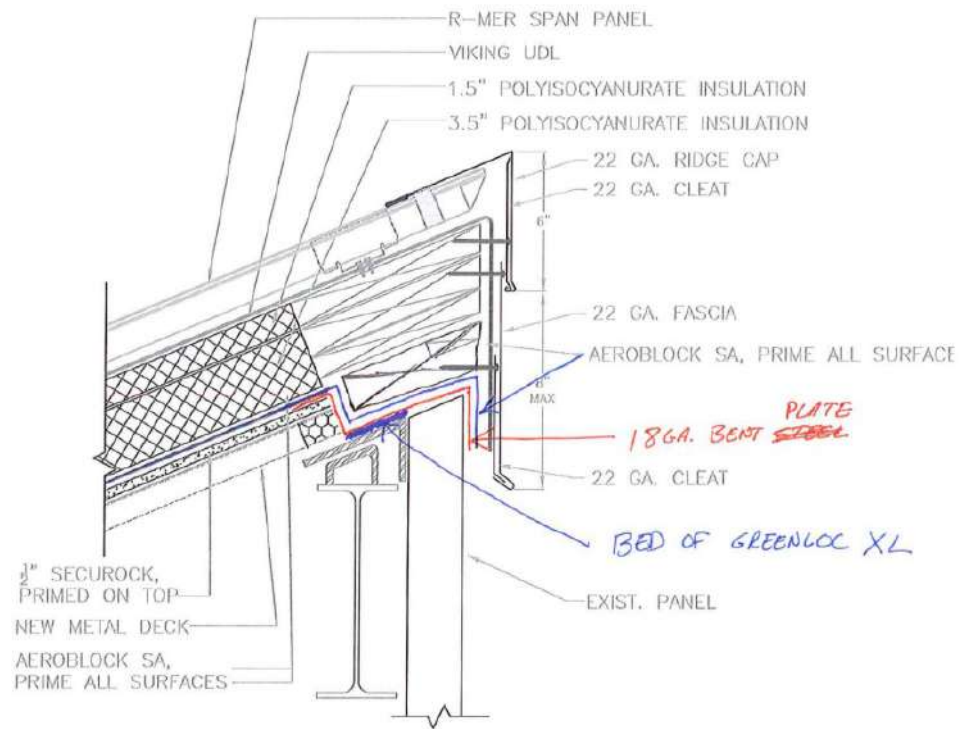 R-MER SPAN PANEL
VIKING UDL
1.5" POLYISOCYANURATE INSULATION
3.5" POLYISOCYANURATE INSULATION
22 GA. RIDGE CAP
22 GA. CLEAT
6"
22 GA. FASCIA
AEROBLOCK SA, PRIME ALL SURFACE
8"
MAX
PLATE
18GA. BENT STEEL
22 GA. CLEAT
BED OF GREENLOC XL
½" SECUROCK,
PRIMED ON TOP
EXIST. PANEL
NEW METAL DECK
AEROBLOCK SA,
PRIME ALL SURFACES